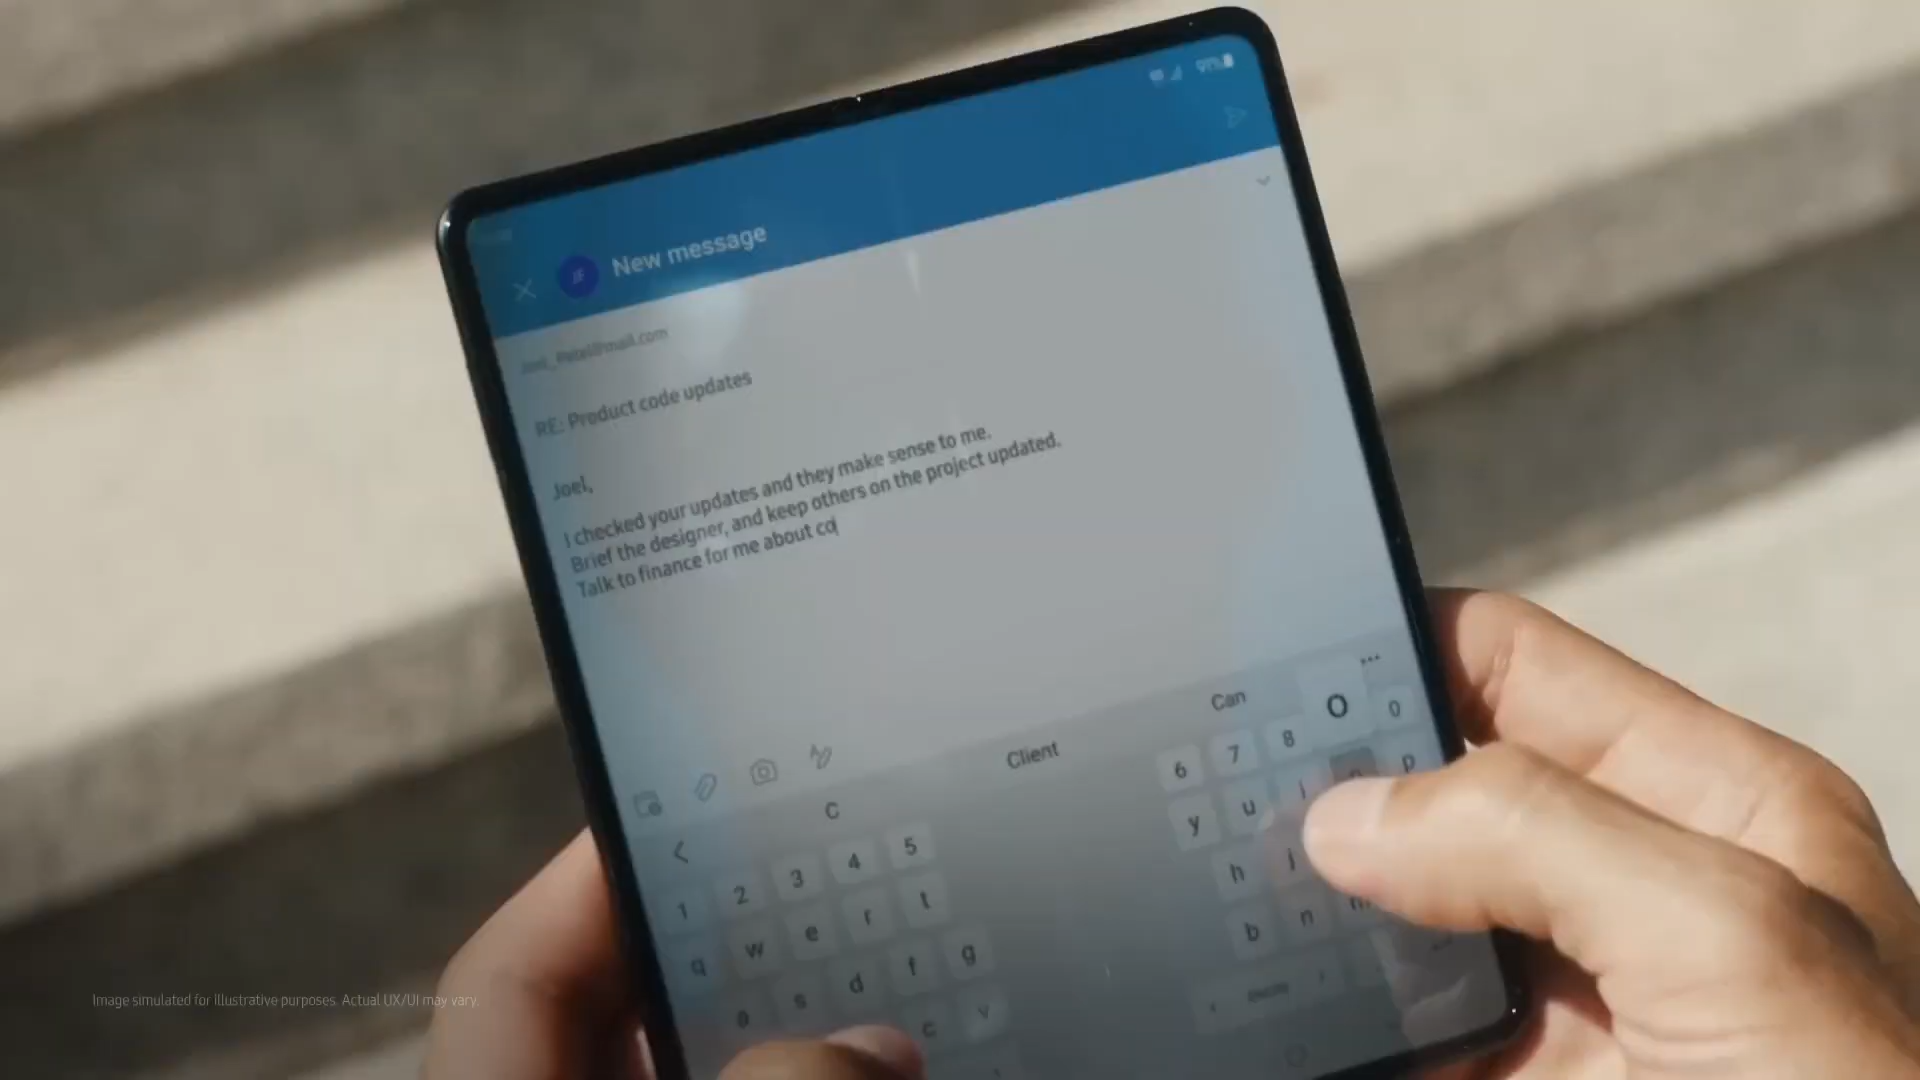 91%
New message
RE: Product code updates
Joel,
I checked your updates and they make sense to me.
Brief the designer, and keep others on the project updated.
Talk to finance for me about co
C Client Can
1 2 3 4 5 6 7 8 O 0
q w e r t y u i o p
a s d f g h j
c v b n m
Image simulated for illustrative purposes. Actual UX/UI may vary.